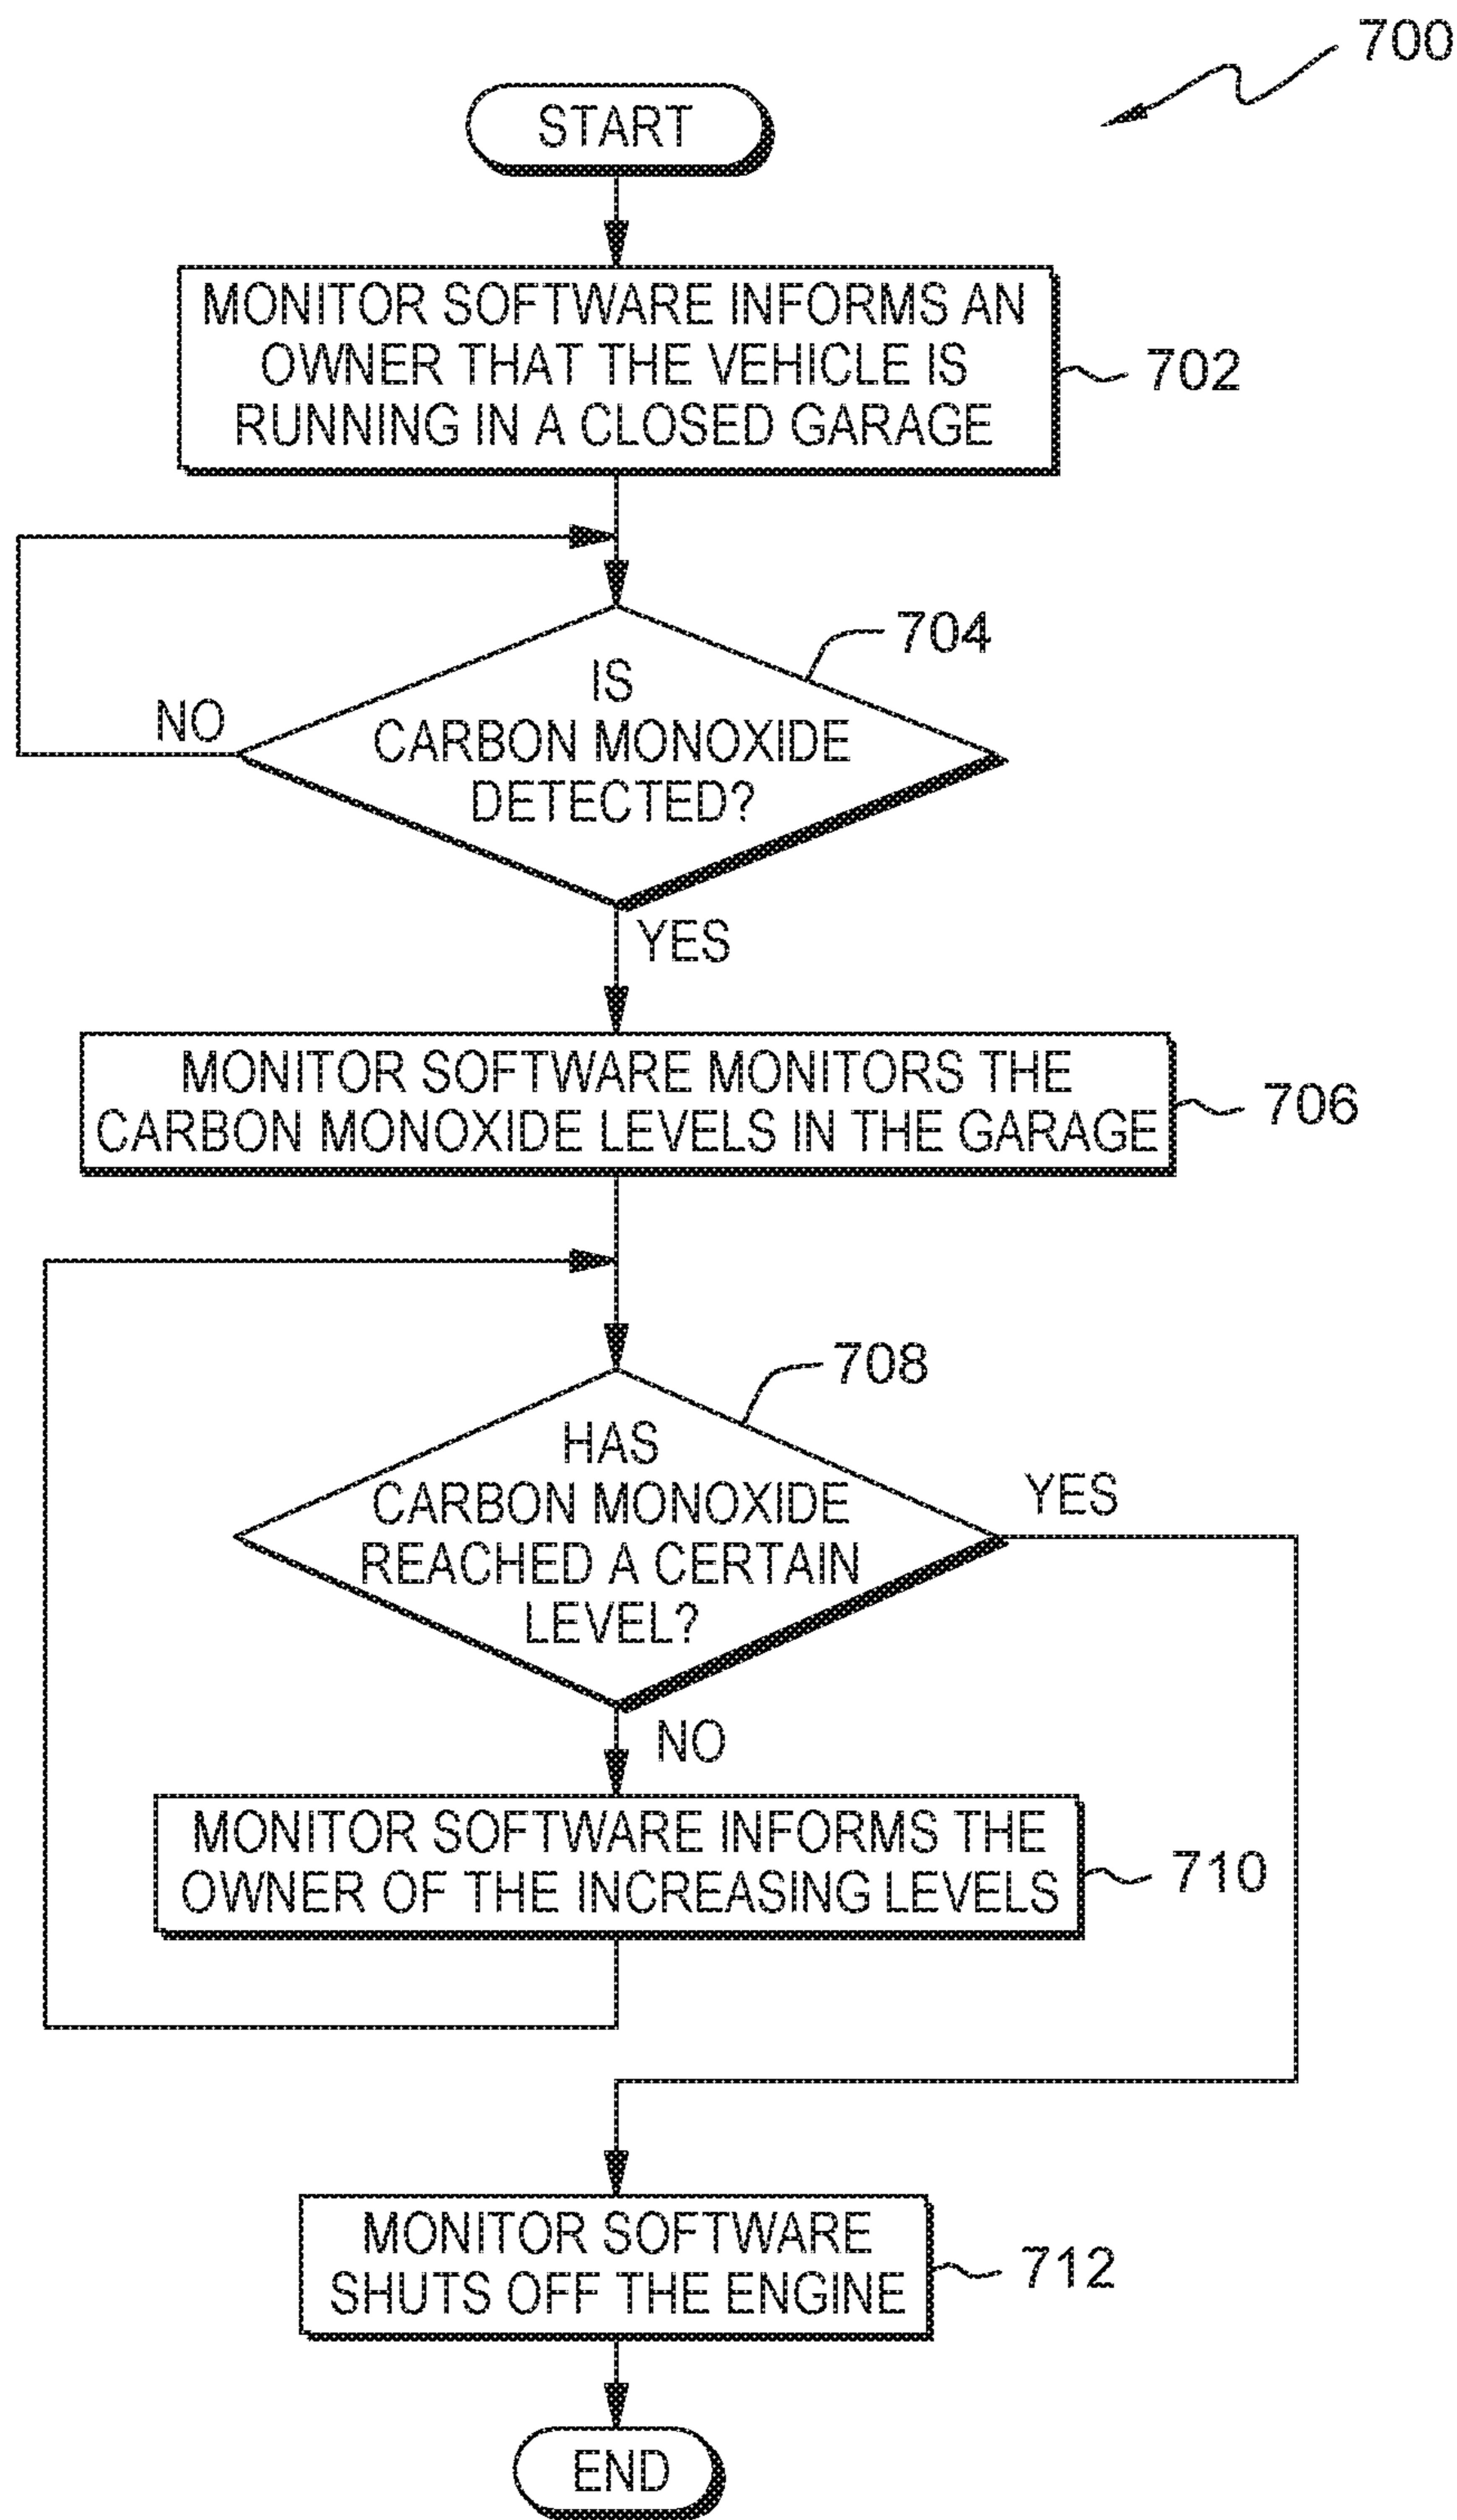 700
START
MONITOR SOFTWARE INFORMS AN
OWNER THAT THE VEHICLE IS
RUNNING IN A CLOSED GARAGE
702
704
IS
CARBON MONOXIDE
DETECTED?
NO
YES
MONITOR SOFTWARE MONITORS THE
CARBON MONOXIDE LEVELS IN THE GARAGE
706
708
HAS
CARBON MONOXIDE
REACHED A CERTAIN
LEVEL?
YES
NO
MONITOR SOFTWARE INFORMS THE
OWNER OF THE INCREASING LEVELS
710
MONITOR SOFTWARE
SHUTS OFF THE ENGINE
712
END